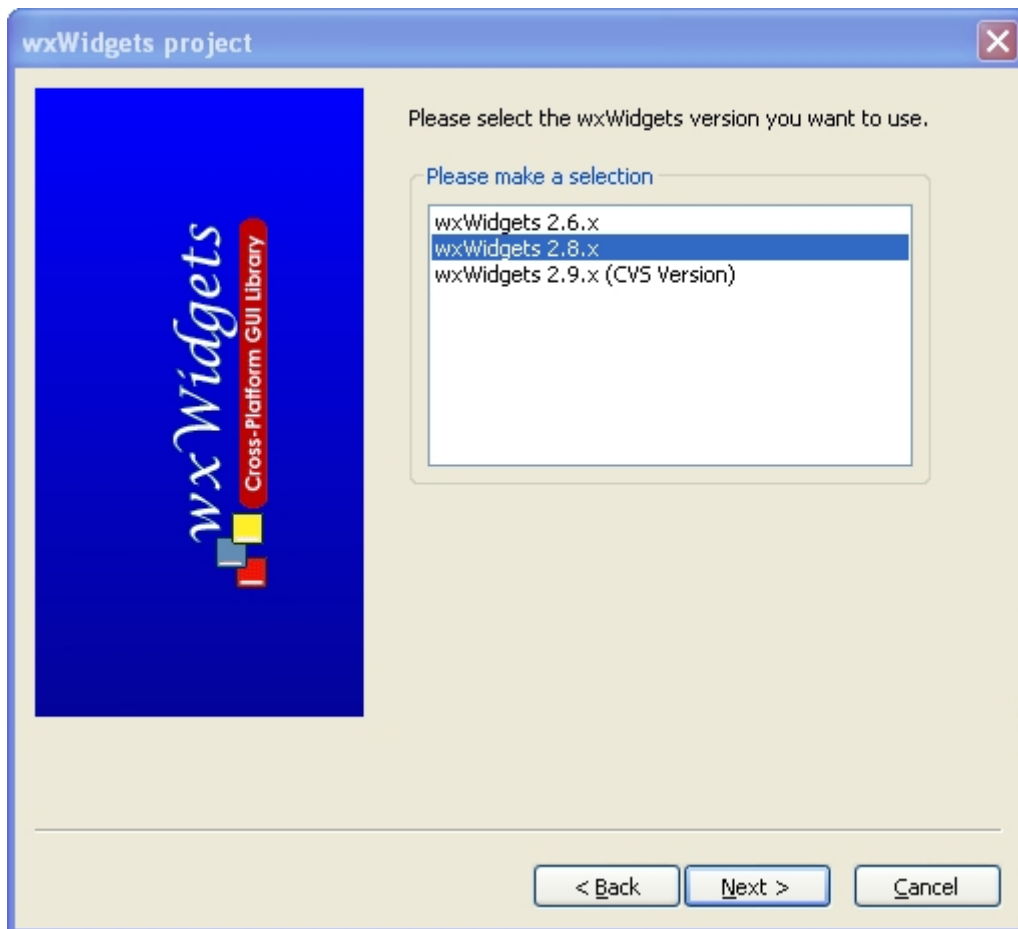 wxWidgets project
wxWidgets
Cross-Platform GUI Library
Please select the wxWidgets version you want to use.
Please make a selection
wxWidgets 2.6.x
wxWidgets 2.8.x
wxWidgets 2.9.x (CVS Version)
< Back
Next >
Cancel